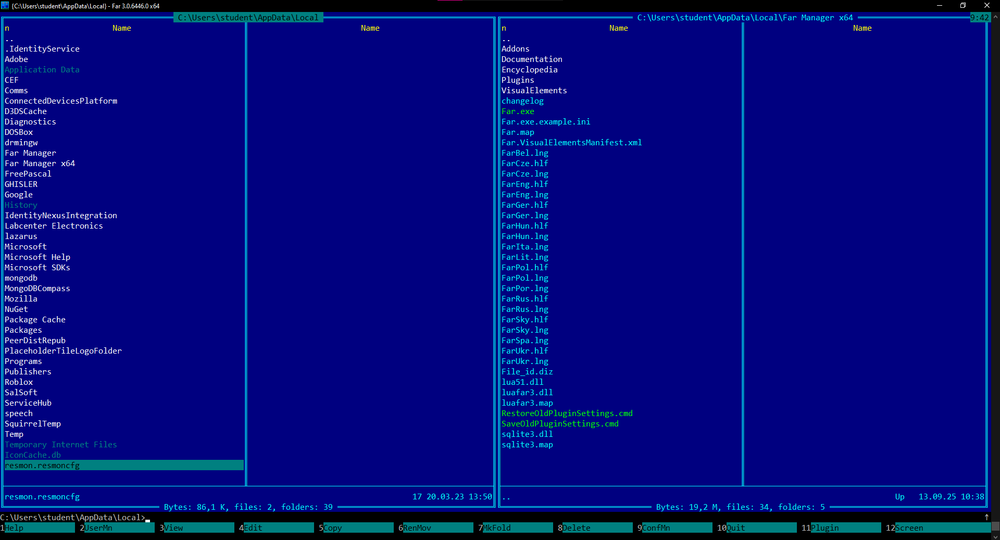 {C:\Users\student\AppData\Local} - Far 3.0.6446.0 x64
C:\Users\student\AppData\Local
n Name Name
..
.IdentityService
Adobe
Application Data
CEF
Comms
ConnectedDevicesPlatform
D3DSCache
Diagnostics
DOSBox
drmingw
Far Manager
Far Manager x64
FreePascal
GHISLER
Google
History
IdentityNexusIntegration
Labcenter Electronics
lazarus
Microsoft
Microsoft Help
Microsoft SDKs
mongodb
MongoDBCompass
Mozilla
NuGet
Package Cache
Packages
PeerDistRepub
PlaceholderTileLogoFolder
Programs
Publishers
Roblox
SalSoft
ServiceHub
speech
SquirrelTemp
Temp
Temporary Internet Files
IconCache.db
resmon.resmoncfg
resmon.resmoncfg 17 20.03.23 13:50
Bytes: 86,1 K, files: 2, folders: 39
C:\Users\student\AppData\Local\Far Manager x64 9:42
n Name Name
..
Addons
Documentation
Encyclopedia
Plugins
VisualElements
changelog
Far.exe
Far.exe.example.ini
Far.map
Far.VisualElementsManifest.xml
FarBel.lng
FarCze.hlf
FarCze.lng
FarEng.hlf
FarEng.lng
FarGer.hlf
FarGer.lng
FarHun.hlf
FarHun.lng
FarIta.lng
FarLit.lng
FarPol.hlf
FarPol.lng
FarPor.lng
FarRus.hlf
FarRus.lng
FarSky.hlf
FarSky.lng
FarSpa.lng
FarUkr.hlf
FarUkr.lng
File_id.diz
lua51.dll
luafar3.dll
luafar3.map
RestoreOldPluginSettings.cmd
SaveOldPluginSettings.cmd
sqlite3.dll
sqlite3.map
.. Up 13.09.25 10:38
Bytes: 19,2 M, files: 34, folders: 5
C:\Users\student\AppData\Local>
1Help 2UserMn 3View 4Edit 5Copy 6RenMov 7MkFold 8Delete 9ConfMn 10Quit 11Plugin 12Screen